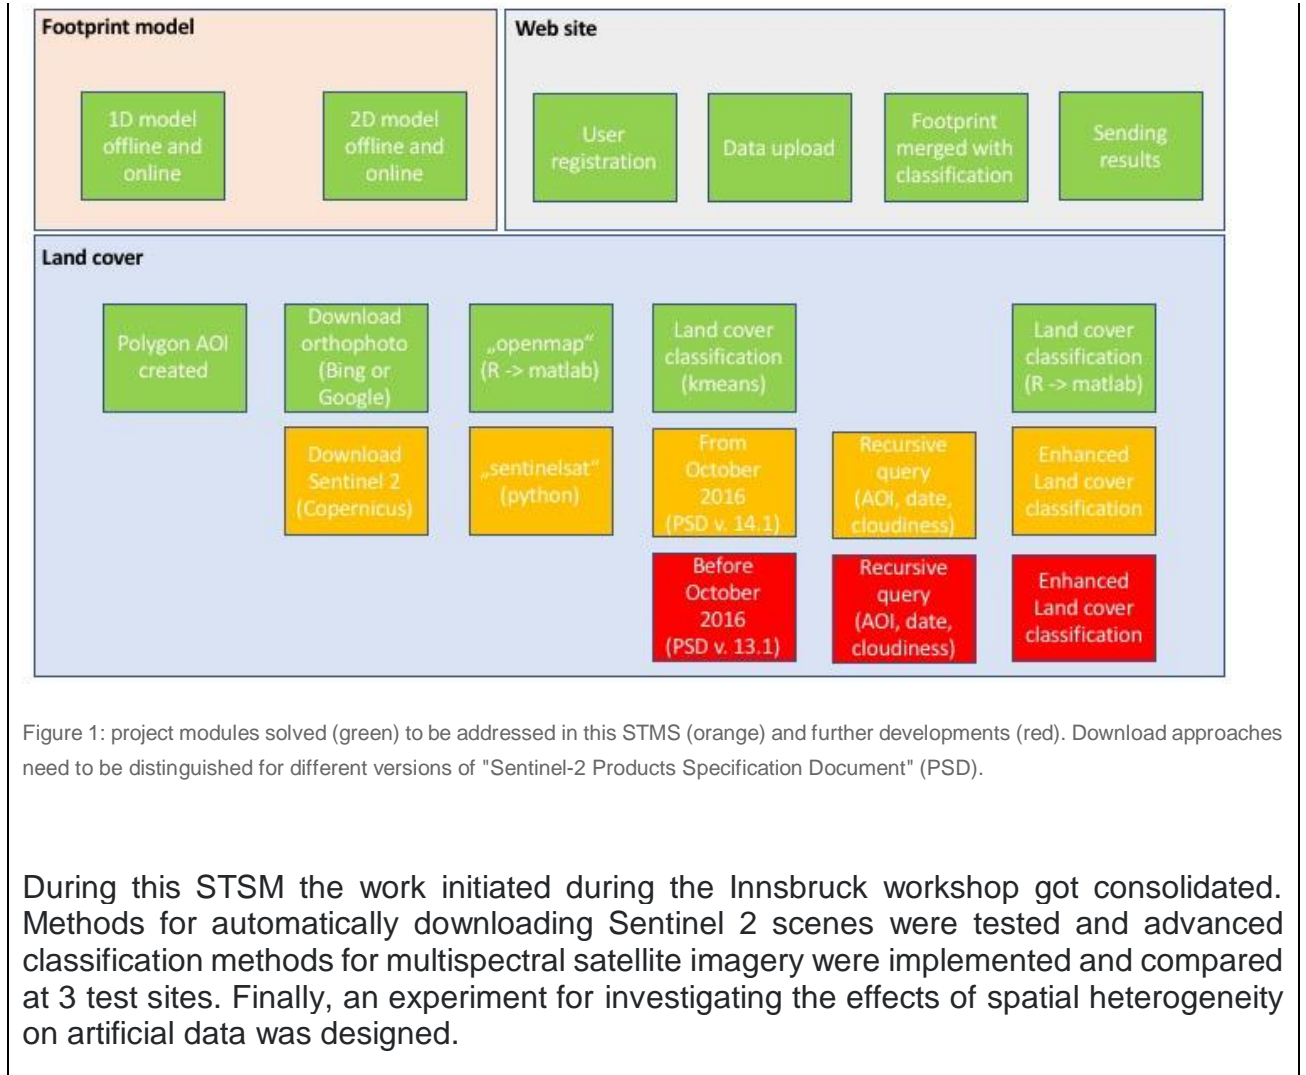 Footprint model
1D model
offline and
online
2D model
offline and
online
Web site
User
registration
Data upload
Footprint
merged with
classification
Sending
results
Land cover
Polygon AOI
created
Download
orthophoto
(Bing or
Google)
„openmap“
(R -> matlab)
Land cover
classification
(kmeans)
Land cover
classification
(R -> matlab)
Download
Sentinel 2
(Copernicus)
„sentinelsat“
(python)
From
October
2016
(PSD v. 14.1)
Recursive
query
(AOI, date,
cloudiness)
Enhanced
Land cover
classification
Before
October
2016
(PSD v. 13.1)
Recursive
query
(AOI, date,
cloudiness)
Enhanced
Land cover
classification
Figure 1: project modules solved (green) to be addressed in this STMS (orange) and further developments (red). Download approaches
need to be distinguished for different versions of "Sentinel-2 Products Specification Document" (PSD).
During this STSM the work initiated during the Innsbruck workshop got consolidated.
Methods for automatically downloading Sentinel 2 scenes were tested and advanced
classification methods for multispectral satellite imagery were implemented and compared
at 3 test sites. Finally, an experiment for investigating the effects of spatial heterogeneity
on artificial data was designed.